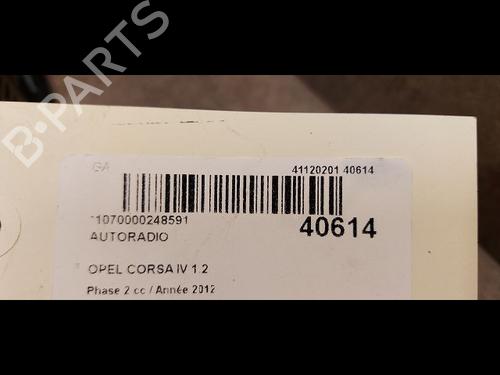 B-PARTS
GA
41120201 40614
*1070000248591
40614
AUTORADIO
OPEL CORSA IV 1.2
Phase 2 cc / Année 2012